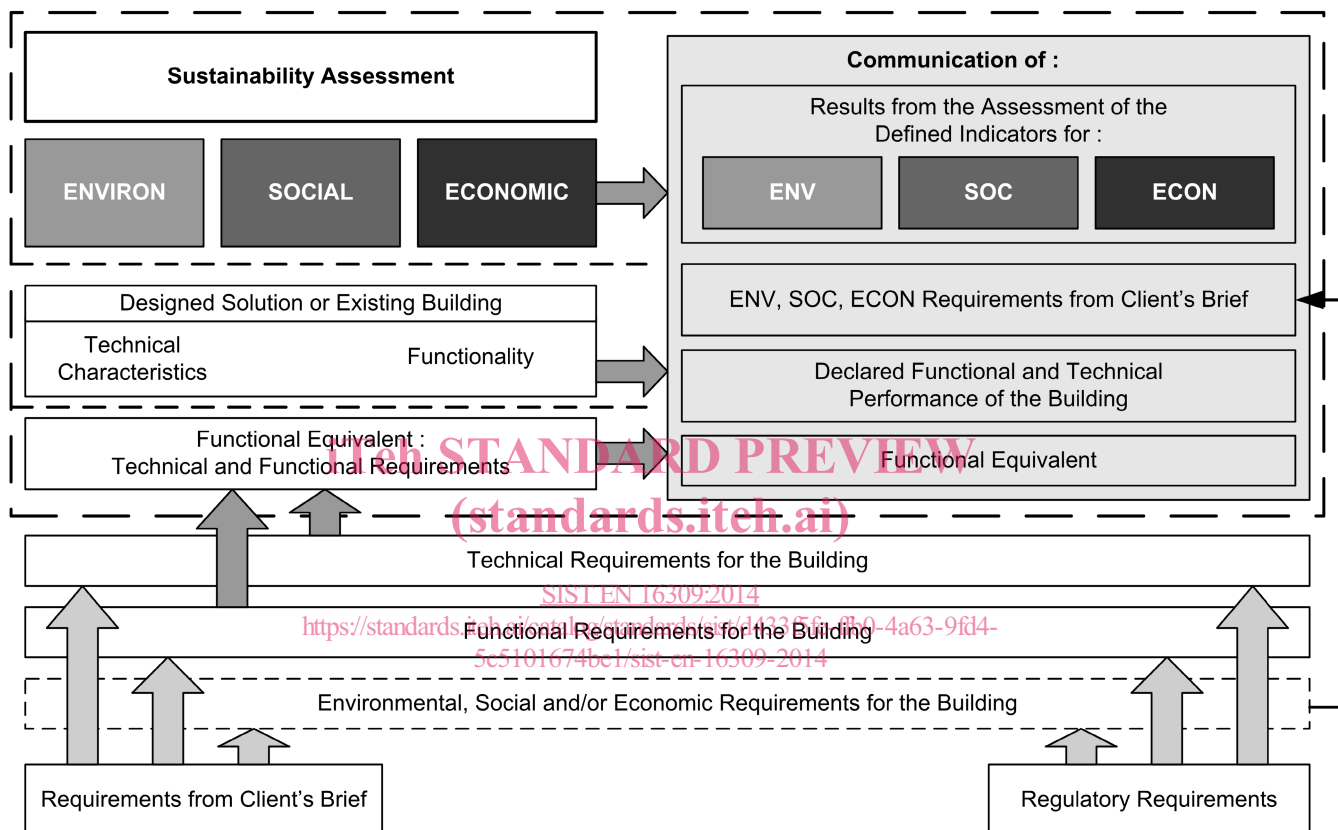 Sustainability Assessment
ENVIRON
SOCIAL
ECONOMIC
Communication of :
Results from the Assessment of the
Defined Indicators for :
ENV
SOC
ECON
ENV, SOC, ECON Requirements from Client's Brief
Designed Solution or Existing Building
Technical
Characteristics
Functionality
Declared Functional and Technical
Performance of the Building
Functional Equivalent :
Technical and Functional Requirements
Functional Equivalent
iTeh STANDARD PREVIEW
(standards.iteh.ai)
Technical Requirements for the Building
SIST EN 16309:2014
Functional Requirements for the Building
5c5101674be1/sist-en-16309-2014
Environmental, Social and/or Economic Requirements for the Building
Requirements from Client's Brief
Regulatory Requirements